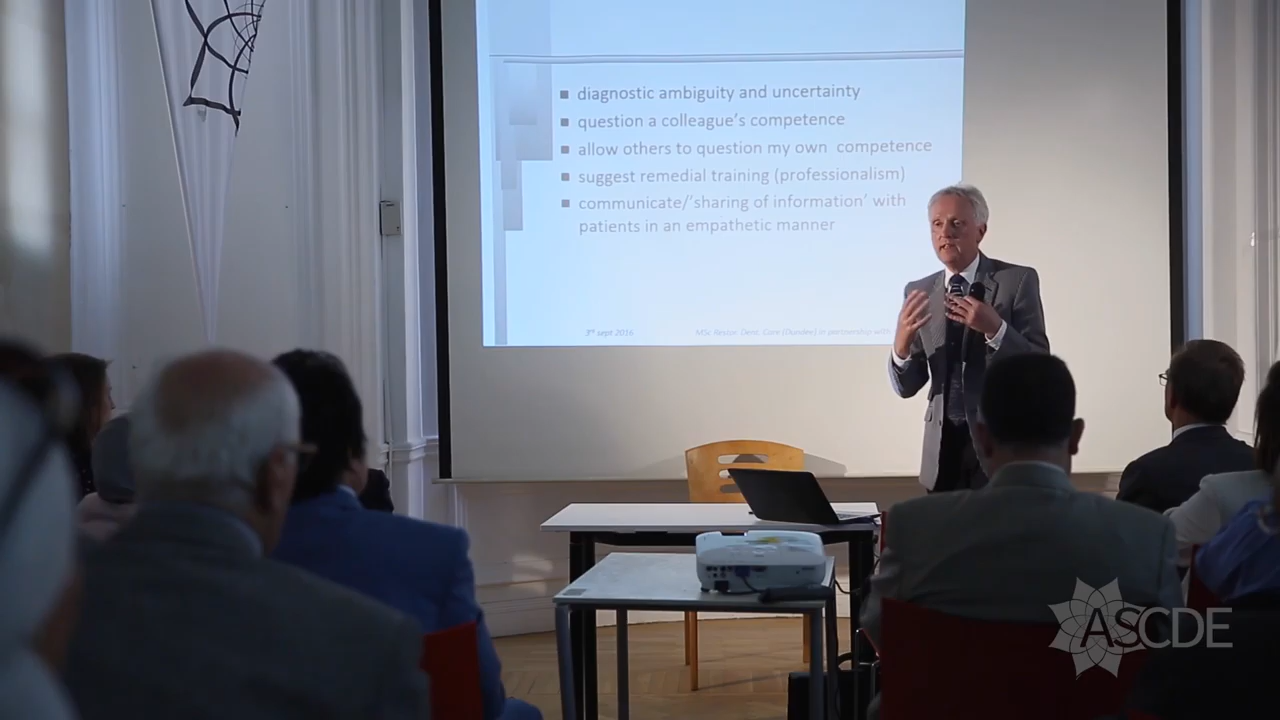 diagnostic ambiguity and uncertainty
question a colleague's competence
allow others to question my own competence
suggest remedial training (professionalism)
communicate/'sharing of information' with
patients in an empathetic manner
3rd sept 2016
MSc Restor. Dent. Care (Dundee) in partnership with
ASCDE